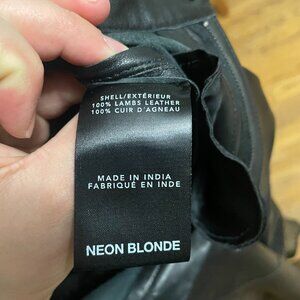 SHELL/EXTÉRIEUR
100% LAMBS LEATHER
100% CUIR D'AGNEAU
MADE IN INDIA
FABRIQUÉ EN INDE
NEON BLONDE